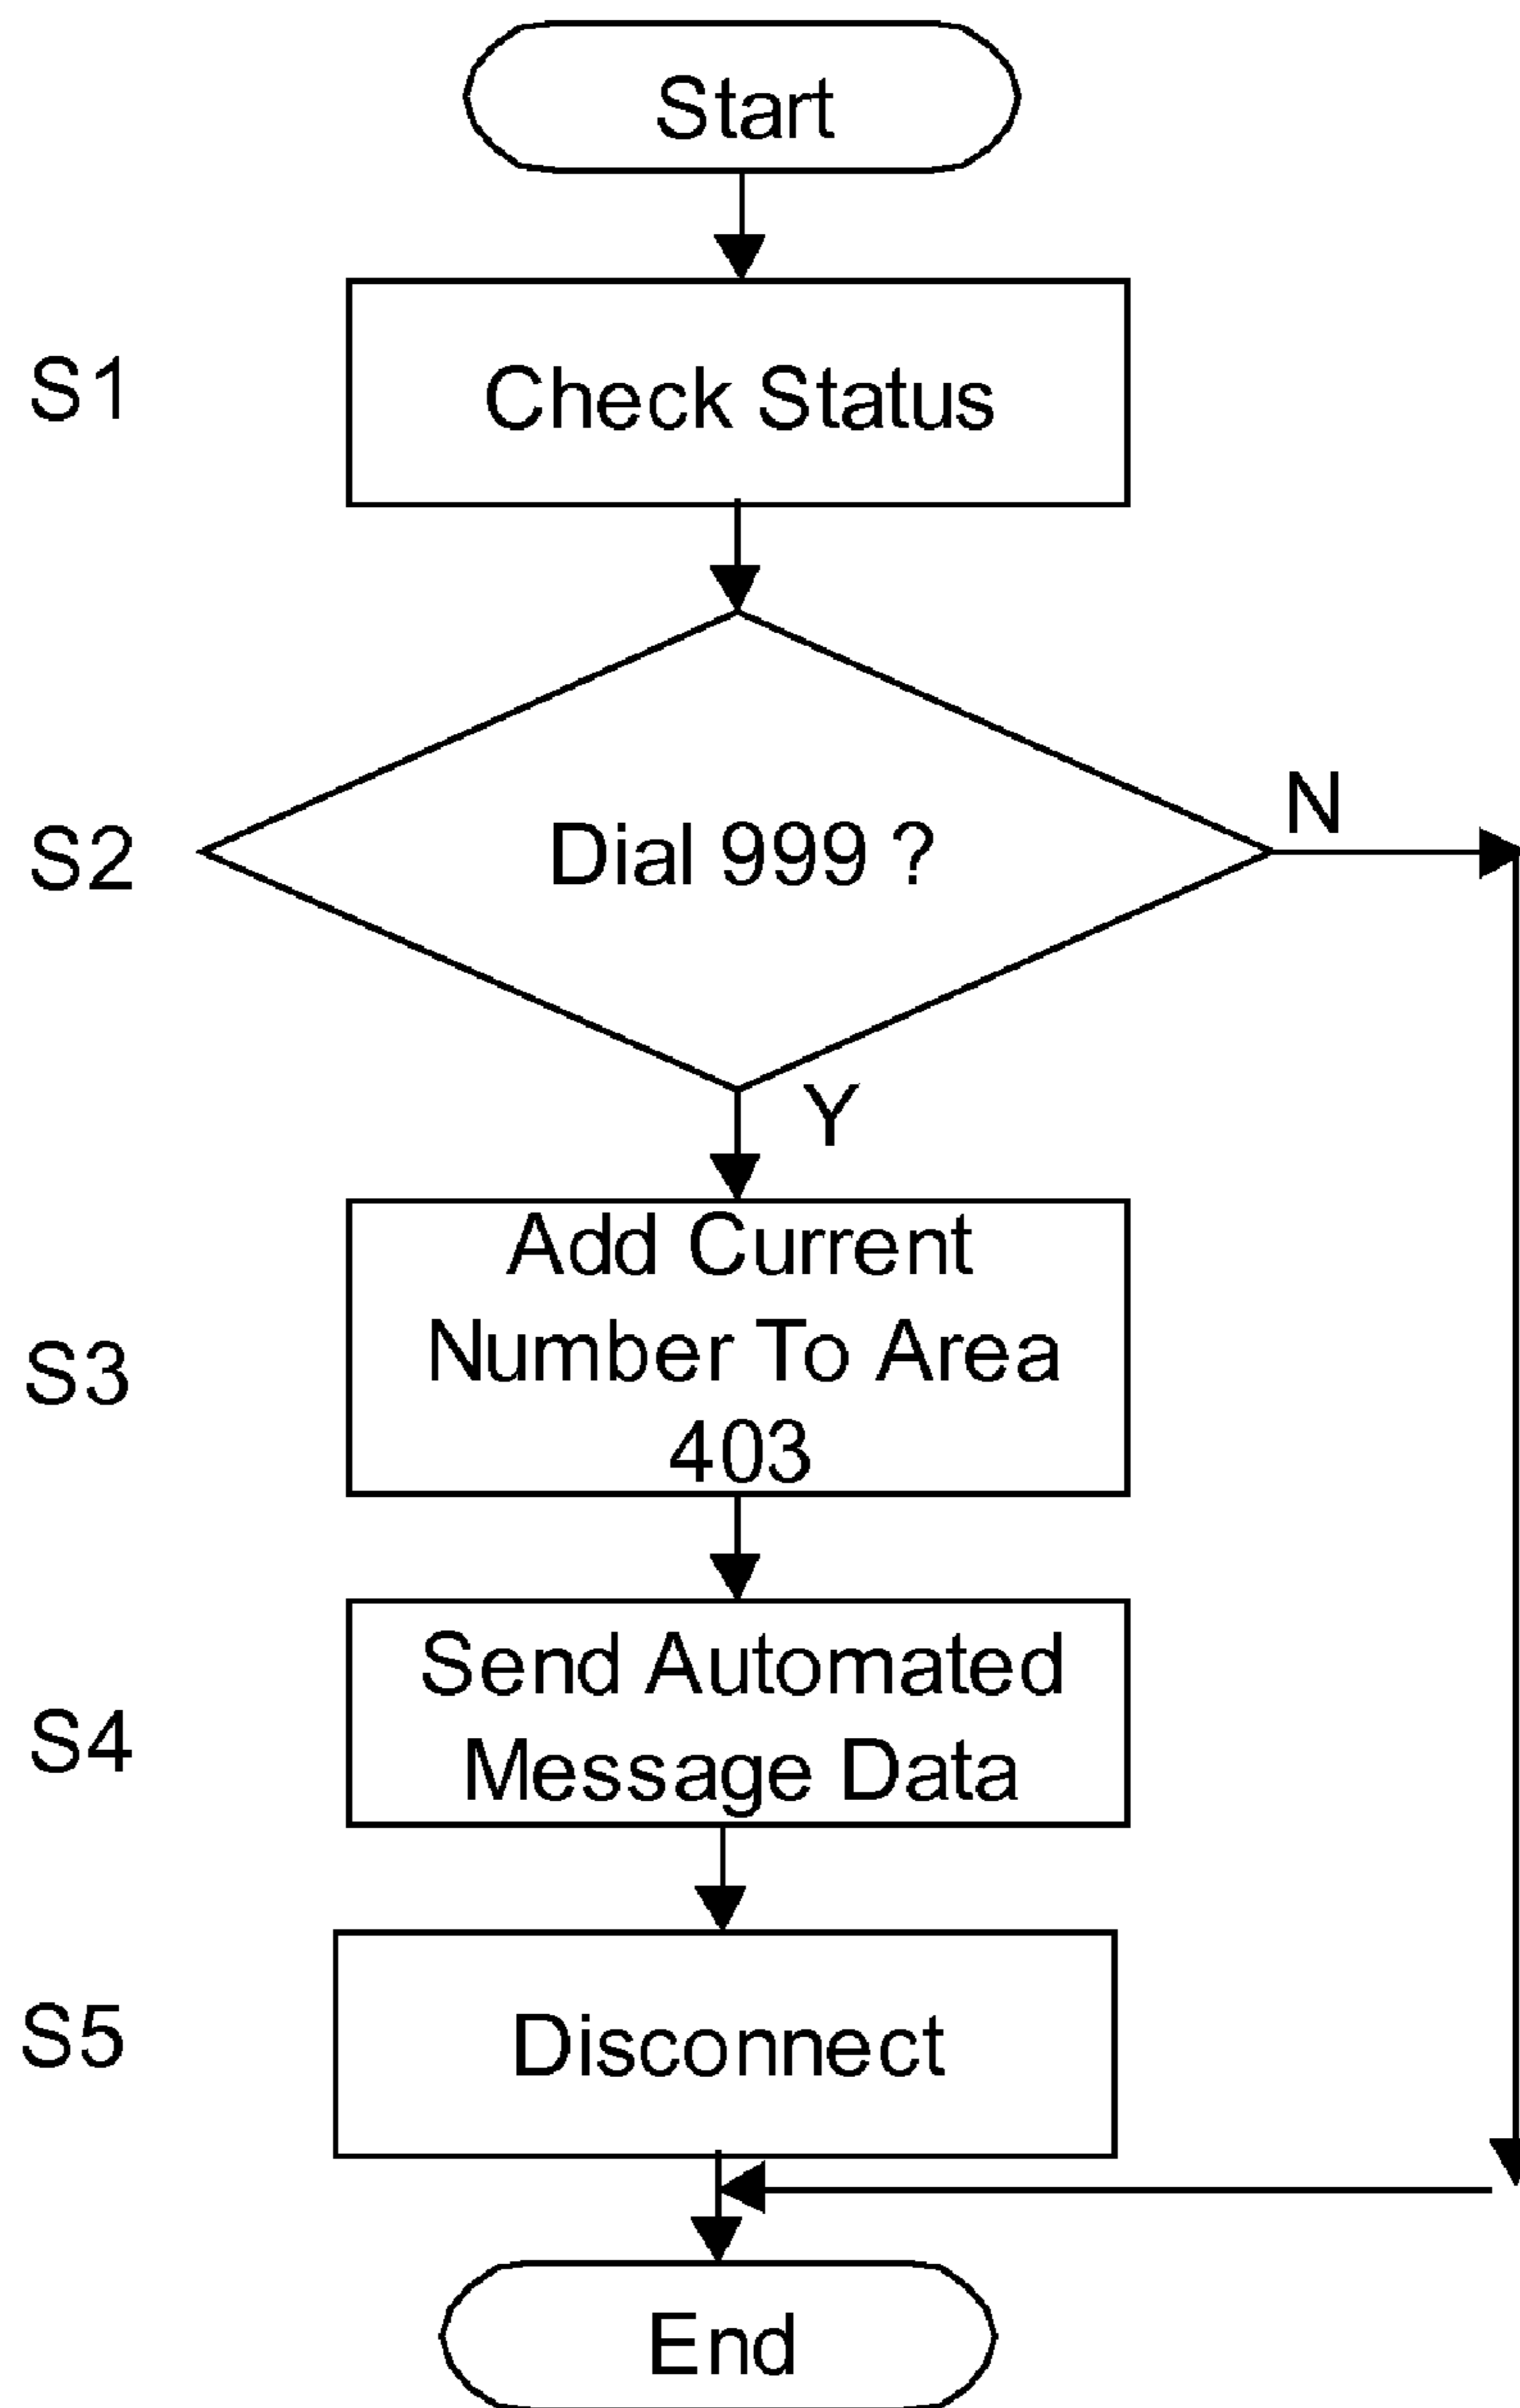 Start
S1
Check Status
S2
Dial 999 ?
N
Y
S3
Add Current
Number To Area
403
S4
Send Automated
Message Data
S5
Disconnect
End